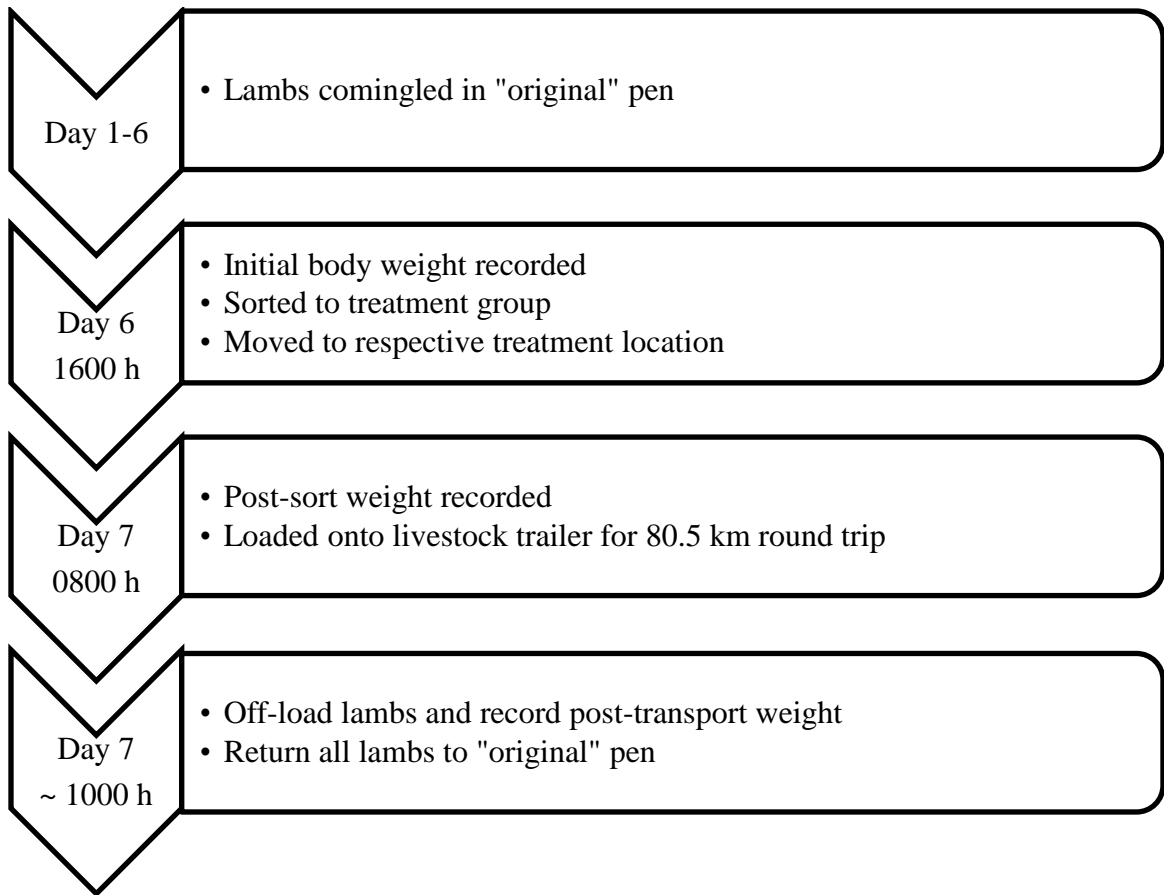 Day 1-6
• Lambs comingled in "original" pen
Day 6
1600 h
• Initial body weight recorded
• Sorted to treatment group
• Moved to respective treatment location
Day 7
0800 h
• Post-sort weight recorded
• Loaded onto livestock trailer for 80.5 km round trip
Day 7
~ 1000 h
• Off-load lambs and record post-transport weight
• Return all lambs to "original" pen